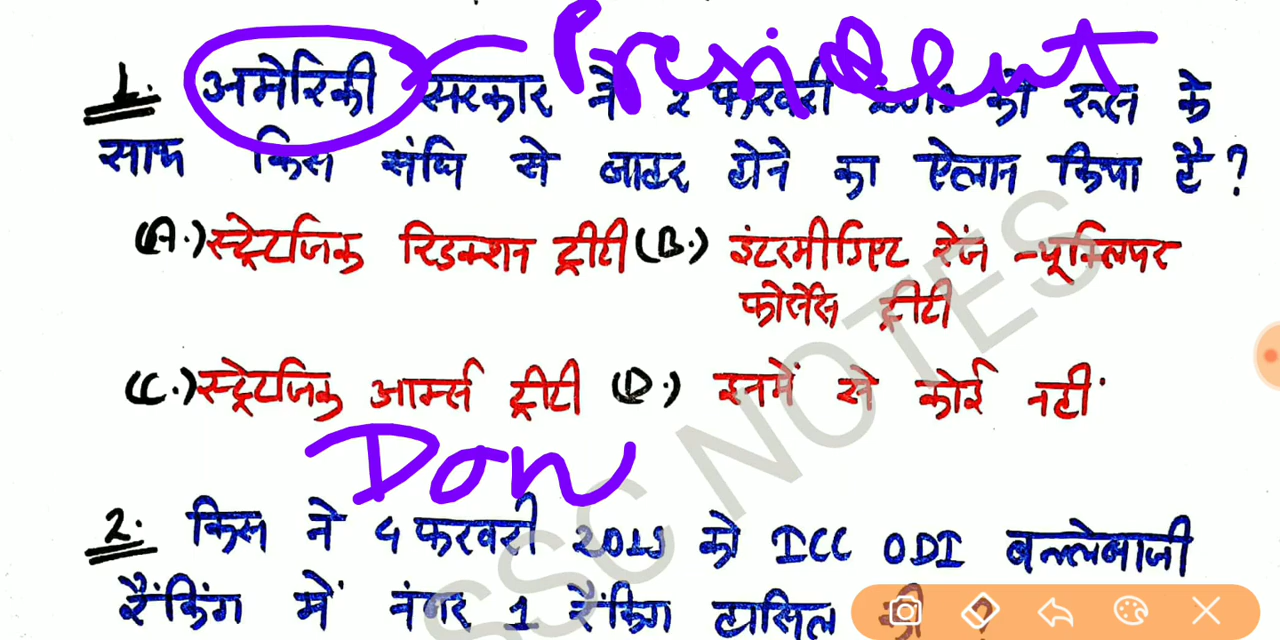 President
1. अमेरिकी सरकार ने 2 फरवरी 2019 को रूस के
साथ किस संधि से बाहर होने का ऐलान किया है?
(A.) स्ट्रेटजिक रिडक्शन ट्रीटी (B.) इंटरमीडिएट रेंज न्यूक्लियर
फोर्सेस ट्रीटी
(C.) स्ट्रेटजिक आर्म्स ट्रीटी (D.) इनमें से कोई नहीं
Don
2. किस ने 4 फरवरी 2019 को ICC ODI बल्लेबाजी
रैंकिंग में नंबर 1 रैंकिंग हासिल की
SSC NOTES